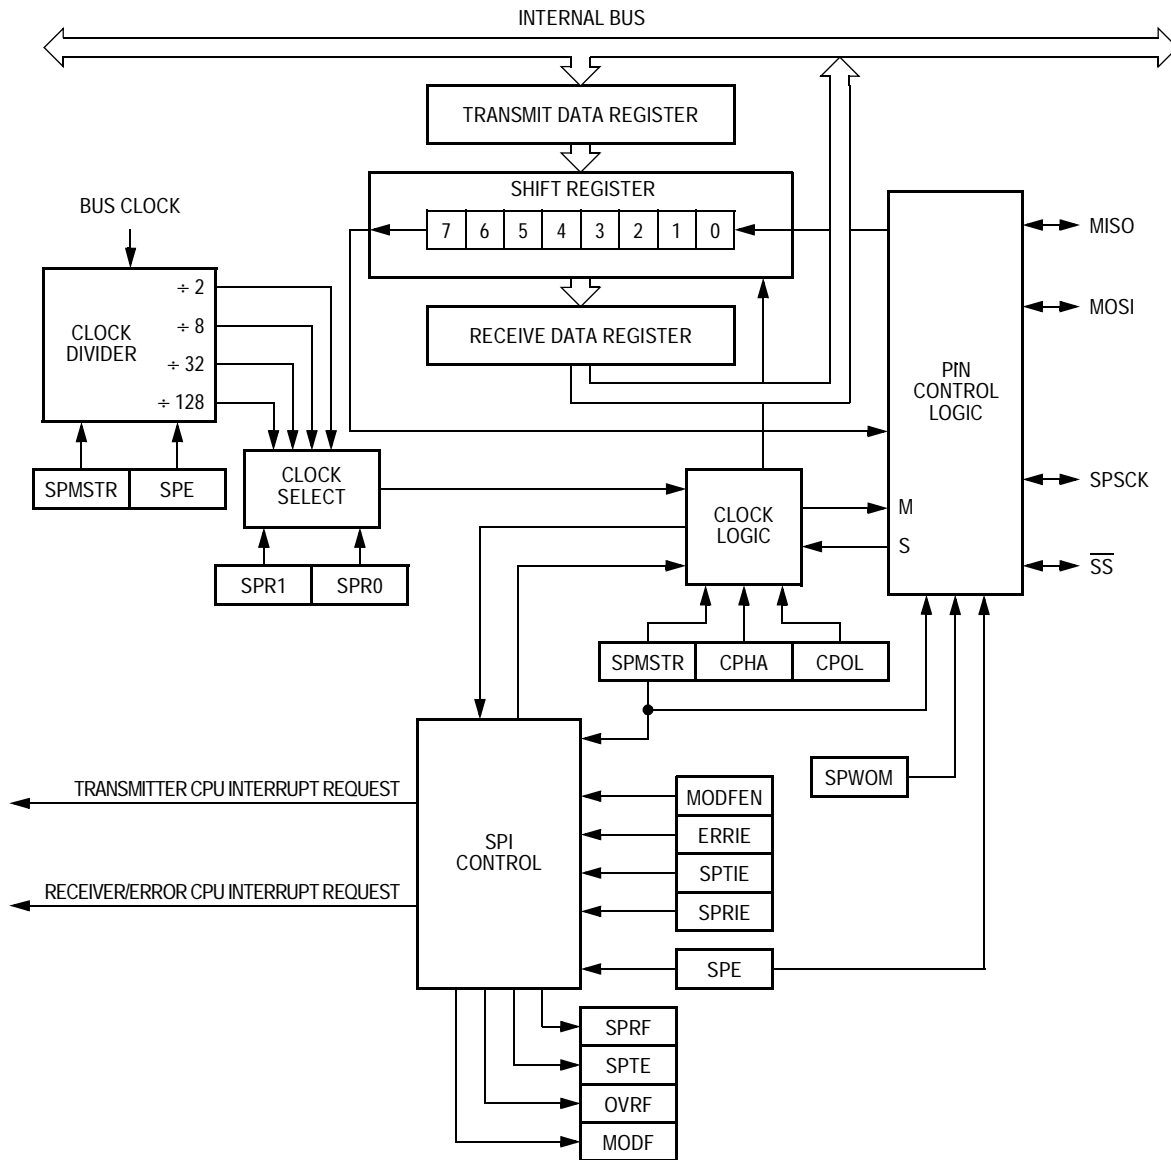 INTERNAL BUS
TRANSMIT DATA REGISTER
SHIFT REGISTER
7 6 5 4 3 2 1 0
BUS CLOCK
÷ 2
÷ 8
÷ 32
÷ 128
CLOCK
DIVIDER
RECEIVE DATA REGISTER
MISO
MOSI
PIN
CONTROL
LOGIC
SPMSTR SPE
CLOCK
SELECT
SPR1 SPR0
CLOCK
LOGIC
M
S
SPSCK
SS
SPMSTR CPHA CPOL
SPWOM
TRANSMITTER CPU INTERRUPT REQUEST
RECEIVER/ERROR CPU INTERRUPT REQUEST
SPI
CONTROL
MODFEN
ERRIE
SPTIE
SPRIE
SPE
SPRF
SPTE
OVRF
MODF